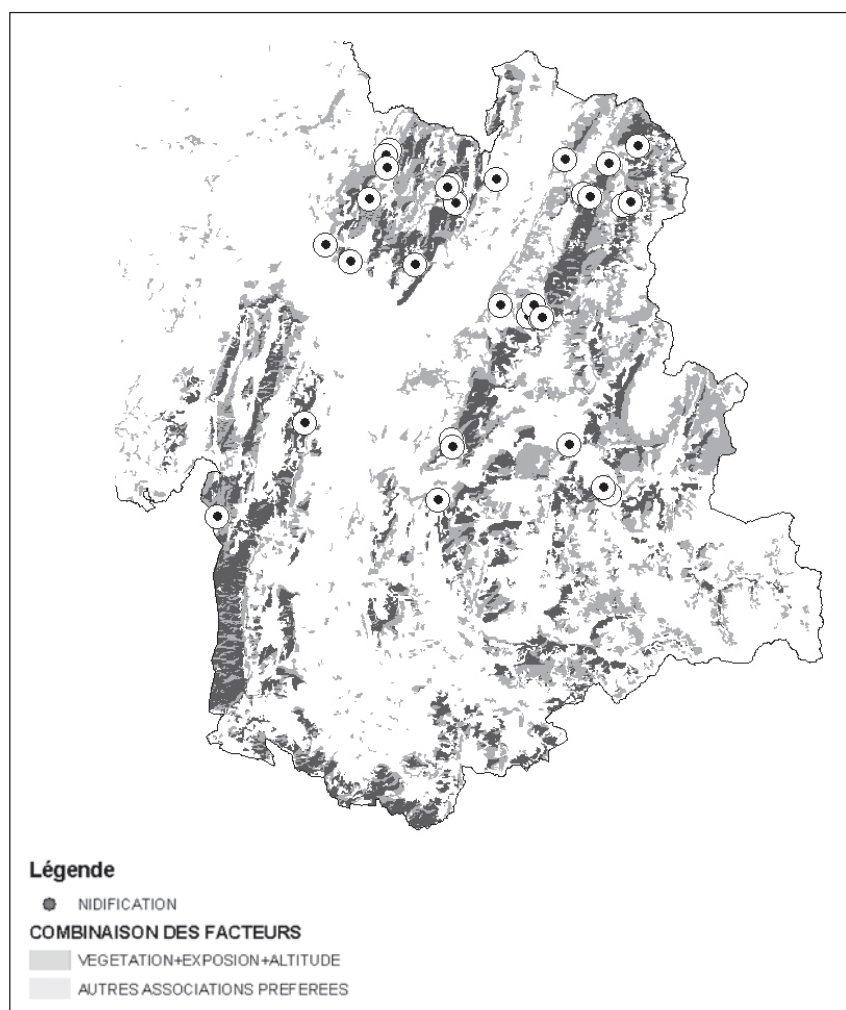 Légende
NIDIFICATION
COMBINAISON DES FACTEURS
VEGETATION+EXPOSION+ALTITUDE
AUTRES ASSOCIATIONS PREFEREES